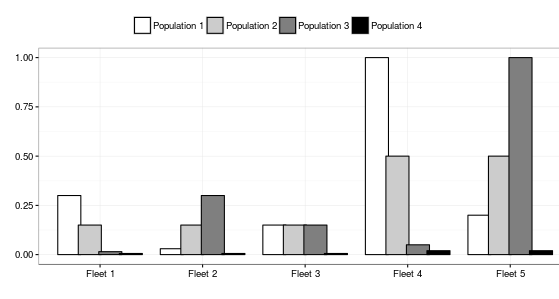 Population 1 Population 2 Population 3 Population 4
1.00
0.75
0.50
0.25
0.00
Fleet 1 Fleet 2 Fleet 3 Fleet 4 Fleet 5